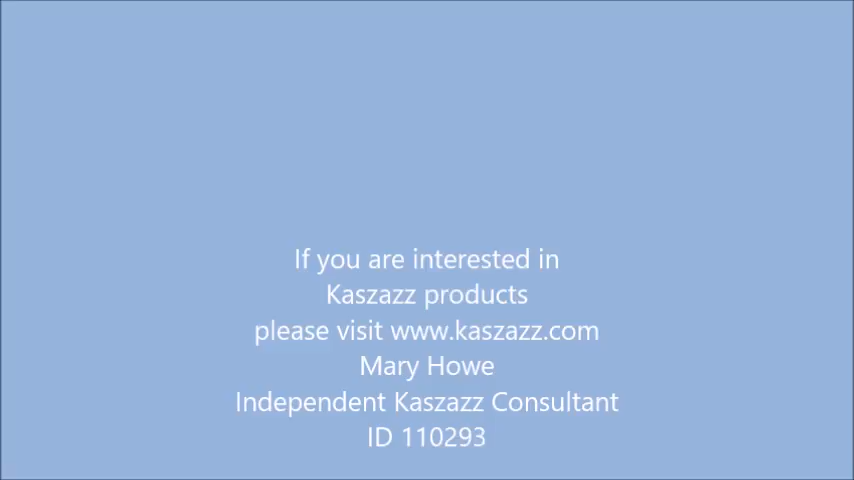 If you are interested in
Kaszazz products
please visit www.kaszazz.com
Mary Howe
Independent Kaszazz Consultant
ID 110293